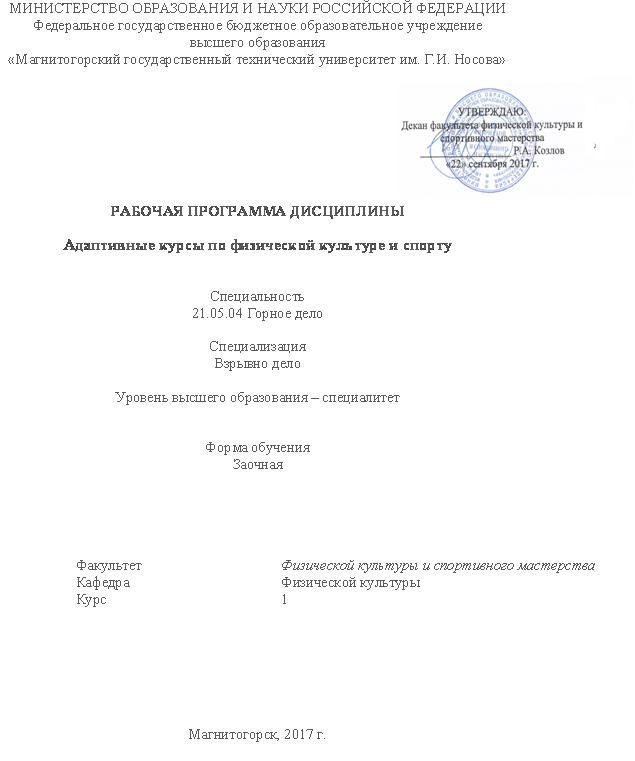 МИНИСТЕРСТВО ОБРАЗОВАНИЯ И НАУКИ РОССИЙСКОЙ ФЕДЕРАЦИИ
Федеральное государственное бюджетное образовательное учреждение
высшего образования
«Магнитогорский государственный технический университет им. Г.И. Носова»
УТВЕРЖДАЮ:
Декан факультета физической культуры и
спортивного мастерства
Р.А. Козлов
«22» сентября 2017 г.
РАБОЧАЯ ПРОГРАММА ДИСЦИПЛИНЫ
Адаптивные курсы по физической культуре и спорту
Специальность
21.05.04 Горное дело
Специализация
Взрывно дело
Уровень высшего образования – специалитет
Форма обучения
Заочная
Факультет Физической культуры и спортивного мастерства
Кафедра Физической культуры
Курс 1
Магнитогорск, 2017 г.